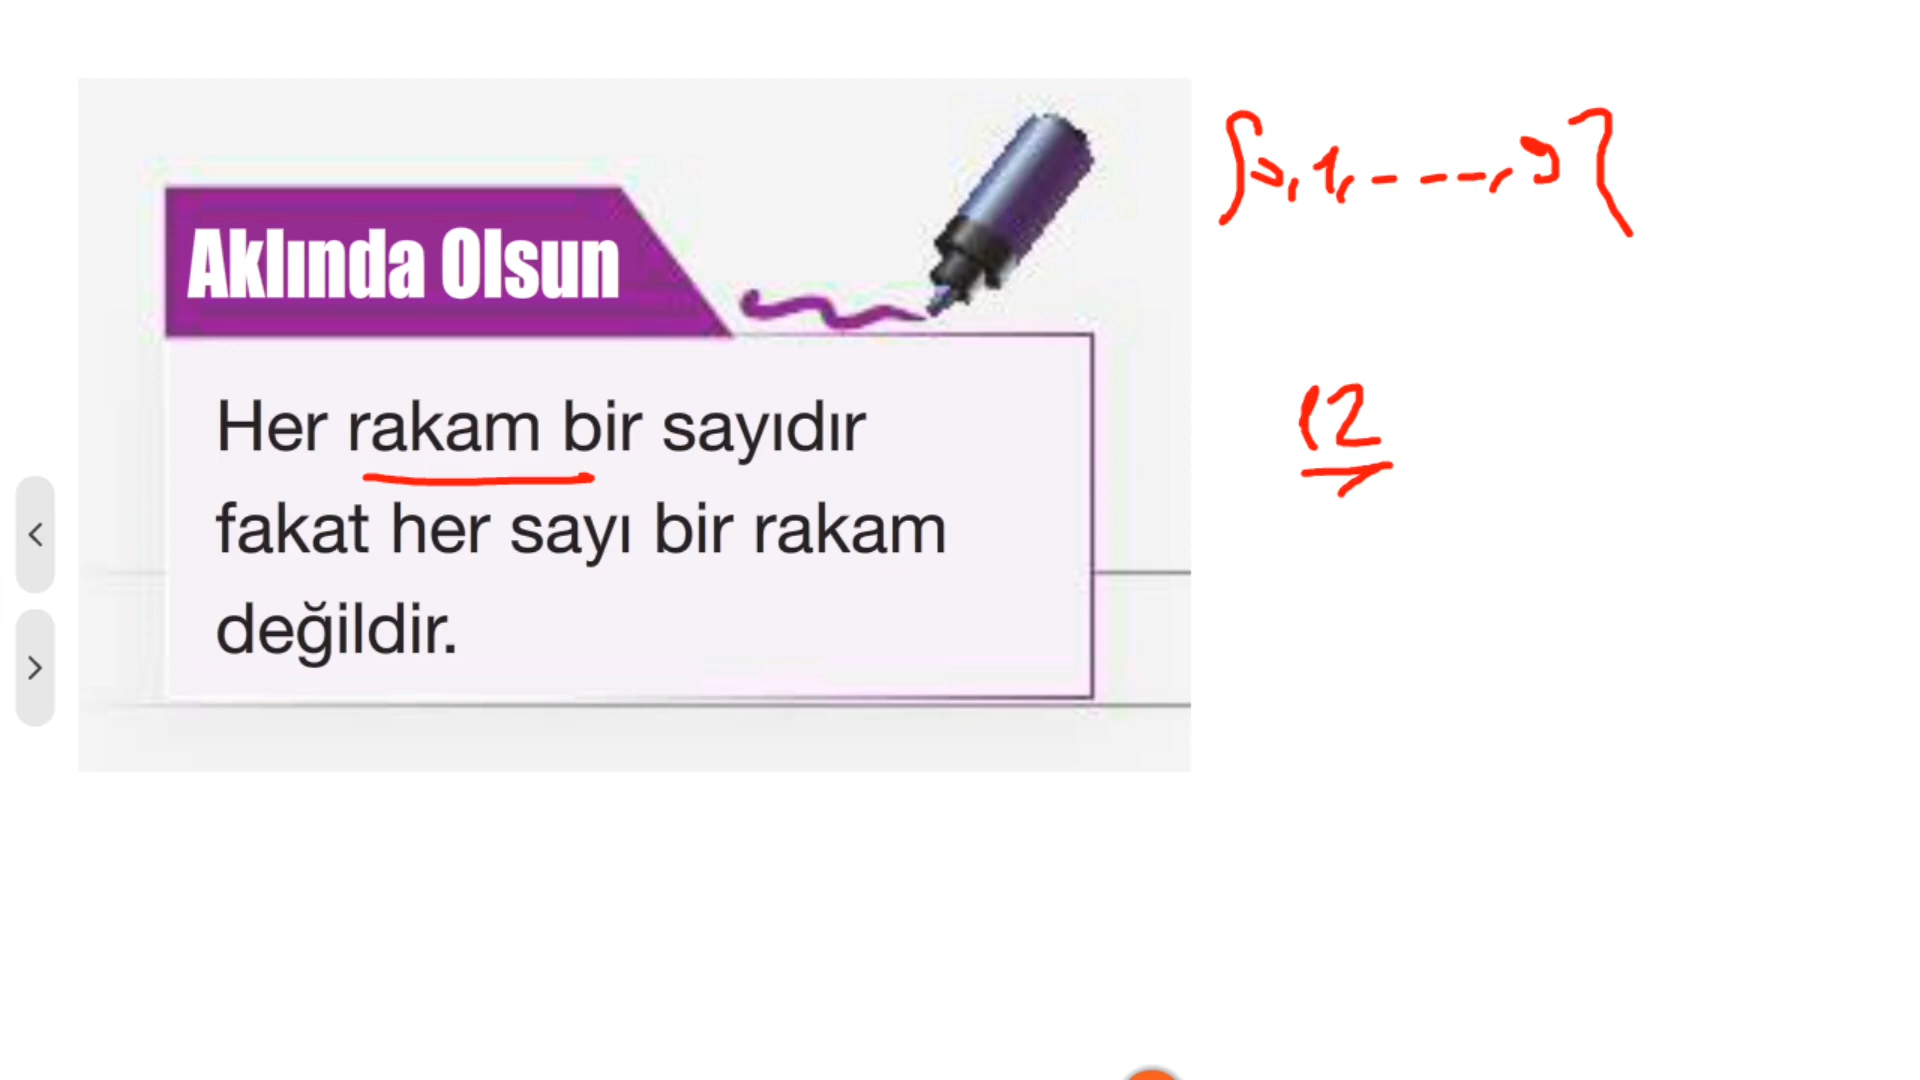 Aklında Olsun
Her rakam bir sayıdır
fakat her sayı bir rakam
değildir.
{0, 1, - - - -, 9}
12